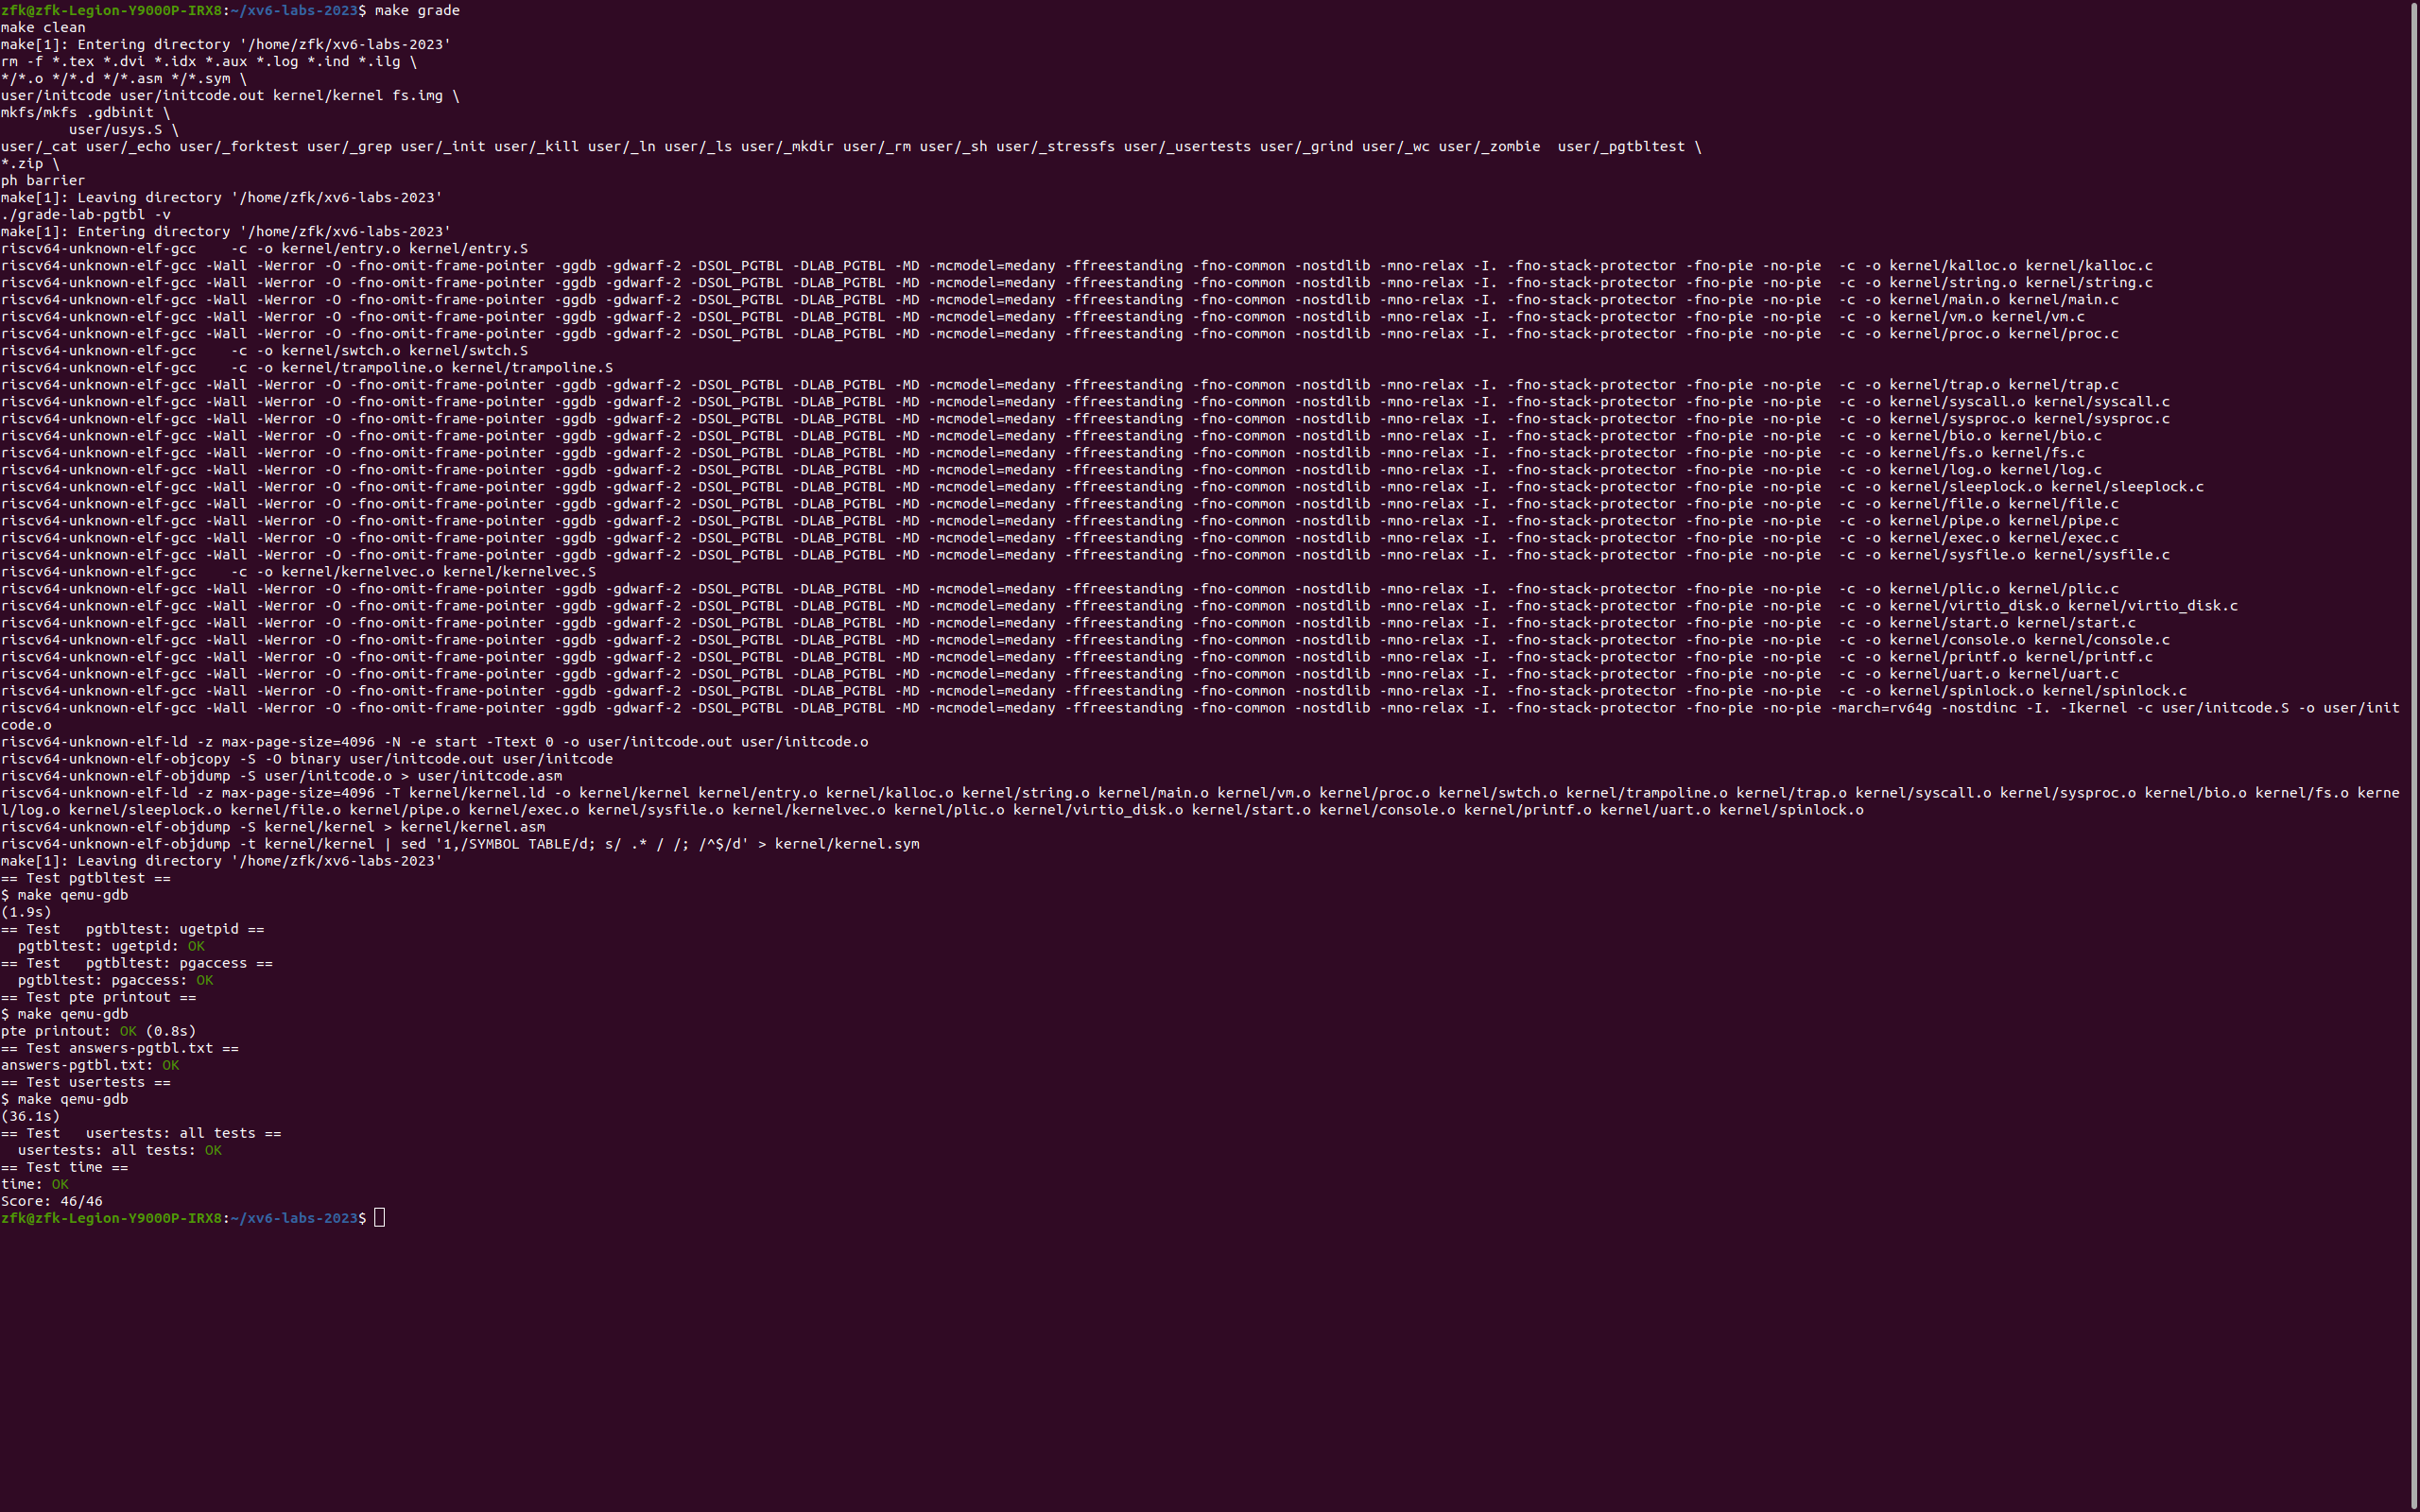 zfk@zfk-Legion-Y9000P-IRX8:~/xv6-labs-2023$ make grade
make clean
make[1]: Entering directory '/home/zfk/xv6-labs-2023'
rm -f *.tex *.dvi *.idx *.aux *.log *.ind *.ilg \
*/*.o */*.d */*.asm */*.sym \
user/initcode user/initcode.out kernel/kernel fs.img \
mkfs/mkfs .gdbinit \
        user/usys.S \
user/_cat user/_echo user/_forktest user/_grep user/_init user/_kill user/_ln user/_ls user/_mkdir user/_rm user/_sh user/_stressfs user/_usertests user/_grind user/_wc user/_zombie  user/_pgtbltest \
*.zip \
ph barrier
make[1]: Leaving directory '/home/zfk/xv6-labs-2023'
./grade-lab-pgtbl -v
make[1]: Entering directory '/home/zfk/xv6-labs-2023'
riscv64-unknown-elf-gcc    -c -o kernel/entry.o kernel/entry.S
riscv64-unknown-elf-gcc -Wall -Werror -O -fno-omit-frame-pointer -ggdb -gdwarf-2 -DSOL_PGTBL -DLAB_PGTBL -MD -mcmodel=medany -ffreestanding -fno-common -nostdlib -mno-relax -I. -fno-stack-protector -fno-pie -no-pie  -c -o kernel/kalloc.o kernel/kalloc.c
riscv64-unknown-elf-gcc -Wall -Werror -O -fno-omit-frame-pointer -ggdb -gdwarf-2 -DSOL_PGTBL -DLAB_PGTBL -MD -mcmodel=medany -ffreestanding -fno-common -nostdlib -mno-relax -I. -fno-stack-protector -fno-pie -no-pie  -c -o kernel/string.o kernel/string.c
riscv64-unknown-elf-gcc -Wall -Werror -O -fno-omit-frame-pointer -ggdb -gdwarf-2 -DSOL_PGTBL -DLAB_PGTBL -MD -mcmodel=medany -ffreestanding -fno-common -nostdlib -mno-relax -I. -fno-stack-protector -fno-pie -no-pie  -c -o kernel/main.o kernel/main.c
riscv64-unknown-elf-gcc -Wall -Werror -O -fno-omit-frame-pointer -ggdb -gdwarf-2 -DSOL_PGTBL -DLAB_PGTBL -MD -mcmodel=medany -ffreestanding -fno-common -nostdlib -mno-relax -I. -fno-stack-protector -fno-pie -no-pie  -c -o kernel/vm.o kernel/vm.c
riscv64-unknown-elf-gcc -Wall -Werror -O -fno-omit-frame-pointer -ggdb -gdwarf-2 -DSOL_PGTBL -DLAB_PGTBL -MD -mcmodel=medany -ffreestanding -fno-common -nostdlib -mno-relax -I. -fno-stack-protector -fno-pie -no-pie  -c -o kernel/proc.o kernel/proc.c
riscv64-unknown-elf-gcc    -c -o kernel/swtch.o kernel/swtch.S
riscv64-unknown-elf-gcc    -c -o kernel/trampoline.o kernel/trampoline.S
riscv64-unknown-elf-gcc -Wall -Werror -O -fno-omit-frame-pointer -ggdb -gdwarf-2 -DSOL_PGTBL -DLAB_PGTBL -MD -mcmodel=medany -ffreestanding -fno-common -nostdlib -mno-relax -I. -fno-stack-protector -fno-pie -no-pie  -c -o kernel/trap.o kernel/trap.c
riscv64-unknown-elf-gcc -Wall -Werror -O -fno-omit-frame-pointer -ggdb -gdwarf-2 -DSOL_PGTBL -DLAB_PGTBL -MD -mcmodel=medany -ffreestanding -fno-common -nostdlib -mno-relax -I. -fno-stack-protector -fno-pie -no-pie  -c -o kernel/syscall.o kernel/syscall.c
riscv64-unknown-elf-gcc -Wall -Werror -O -fno-omit-frame-pointer -ggdb -gdwarf-2 -DSOL_PGTBL -DLAB_PGTBL -MD -mcmodel=medany -ffreestanding -fno-common -nostdlib -mno-relax -I. -fno-stack-protector -fno-pie -no-pie  -c -o kernel/sysproc.o kernel/sysproc.c
riscv64-unknown-elf-gcc -Wall -Werror -O -fno-omit-frame-pointer -ggdb -gdwarf-2 -DSOL_PGTBL -DLAB_PGTBL -MD -mcmodel=medany -ffreestanding -fno-common -nostdlib -mno-relax -I. -fno-stack-protector -fno-pie -no-pie  -c -o kernel/bio.o kernel/bio.c
riscv64-unknown-elf-gcc -Wall -Werror -O -fno-omit-frame-pointer -ggdb -gdwarf-2 -DSOL_PGTBL -DLAB_PGTBL -MD -mcmodel=medany -ffreestanding -fno-common -nostdlib -mno-relax -I. -fno-stack-protector -fno-pie -no-pie  -c -o kernel/fs.o kernel/fs.c
riscv64-unknown-elf-gcc -Wall -Werror -O -fno-omit-frame-pointer -ggdb -gdwarf-2 -DSOL_PGTBL -DLAB_PGTBL -MD -mcmodel=medany -ffreestanding -fno-common -nostdlib -mno-relax -I. -fno-stack-protector -fno-pie -no-pie  -c -o kernel/log.o kernel/log.c
riscv64-unknown-elf-gcc -Wall -Werror -O -fno-omit-frame-pointer -ggdb -gdwarf-2 -DSOL_PGTBL -DLAB_PGTBL -MD -mcmodel=medany -ffreestanding -fno-common -nostdlib -mno-relax -I. -fno-stack-protector -fno-pie -no-pie  -c -o kernel/sleeplock.o kernel/sleeplock.c
riscv64-unknown-elf-gcc -Wall -Werror -O -fno-omit-frame-pointer -ggdb -gdwarf-2 -DSOL_PGTBL -DLAB_PGTBL -MD -mcmodel=medany -ffreestanding -fno-common -nostdlib -mno-relax -I. -fno-stack-protector -fno-pie -no-pie  -c -o kernel/file.o kernel/file.c
riscv64-unknown-elf-gcc -Wall -Werror -O -fno-omit-frame-pointer -ggdb -gdwarf-2 -DSOL_PGTBL -DLAB_PGTBL -MD -mcmodel=medany -ffreestanding -fno-common -nostdlib -mno-relax -I. -fno-stack-protector -fno-pie -no-pie  -c -o kernel/pipe.o kernel/pipe.c
riscv64-unknown-elf-gcc -Wall -Werror -O -fno-omit-frame-pointer -ggdb -gdwarf-2 -DSOL_PGTBL -DLAB_PGTBL -MD -mcmodel=medany -ffreestanding -fno-common -nostdlib -mno-relax -I. -fno-stack-protector -fno-pie -no-pie  -c -o kernel/exec.o kernel/exec.c
riscv64-unknown-elf-gcc -Wall -Werror -O -fno-omit-frame-pointer -ggdb -gdwarf-2 -DSOL_PGTBL -DLAB_PGTBL -MD -mcmodel=medany -ffreestanding -fno-common -nostdlib -mno-relax -I. -fno-stack-protector -fno-pie -no-pie  -c -o kernel/sysfile.o kernel/sysfile.c
riscv64-unknown-elf-gcc    -c -o kernel/kernelvec.o kernel/kernelvec.S
riscv64-unknown-elf-gcc -Wall -Werror -O -fno-omit-frame-pointer -ggdb -gdwarf-2 -DSOL_PGTBL -DLAB_PGTBL -MD -mcmodel=medany -ffreestanding -fno-common -nostdlib -mno-relax -I. -fno-stack-protector -fno-pie -no-pie  -c -o kernel/plic.o kernel/plic.c
riscv64-unknown-elf-gcc -Wall -Werror -O -fno-omit-frame-pointer -ggdb -gdwarf-2 -DSOL_PGTBL -DLAB_PGTBL -MD -mcmodel=medany -ffreestanding -fno-common -nostdlib -mno-relax -I. -fno-stack-protector -fno-pie -no-pie  -c -o kernel/virtio_disk.o kernel/virtio_disk.c
riscv64-unknown-elf-gcc -Wall -Werror -O -fno-omit-frame-pointer -ggdb -gdwarf-2 -DSOL_PGTBL -DLAB_PGTBL -MD -mcmodel=medany -ffreestanding -fno-common -nostdlib -mno-relax -I. -fno-stack-protector -fno-pie -no-pie  -c -o kernel/start.o kernel/start.c
riscv64-unknown-elf-gcc -Wall -Werror -O -fno-omit-frame-pointer -ggdb -gdwarf-2 -DSOL_PGTBL -DLAB_PGTBL -MD -mcmodel=medany -ffreestanding -fno-common -nostdlib -mno-relax -I. -fno-stack-protector -fno-pie -no-pie  -c -o kernel/console.o kernel/console.c
riscv64-unknown-elf-gcc -Wall -Werror -O -fno-omit-frame-pointer -ggdb -gdwarf-2 -DSOL_PGTBL -DLAB_PGTBL -MD -mcmodel=medany -ffreestanding -fno-common -nostdlib -mno-relax -I. -fno-stack-protector -fno-pie -no-pie  -c -o kernel/printf.o kernel/printf.c
riscv64-unknown-elf-gcc -Wall -Werror -O -fno-omit-frame-pointer -ggdb -gdwarf-2 -DSOL_PGTBL -DLAB_PGTBL -MD -mcmodel=medany -ffreestanding -fno-common -nostdlib -mno-relax -I. -fno-stack-protector -fno-pie -no-pie  -c -o kernel/uart.o kernel/uart.c
riscv64-unknown-elf-gcc -Wall -Werror -O -fno-omit-frame-pointer -ggdb -gdwarf-2 -DSOL_PGTBL -DLAB_PGTBL -MD -mcmodel=medany -ffreestanding -fno-common -nostdlib -mno-relax -I. -fno-stack-protector -fno-pie -no-pie  -c -o kernel/spinlock.o kernel/spinlock.c
riscv64-unknown-elf-gcc -Wall -Werror -O -fno-omit-frame-pointer -ggdb -gdwarf-2 -DSOL_PGTBL -DLAB_PGTBL -MD -mcmodel=medany -ffreestanding -fno-common -nostdlib -mno-relax -I. -fno-stack-protector -fno-pie -no-pie -march=rv64g -nostdinc -I. -Ikernel -c user/initcode.S -o user/init
code.o
riscv64-unknown-elf-ld -z max-page-size=4096 -N -e start -Ttext 0 -o user/initcode.out user/initcode.o
riscv64-unknown-elf-objcopy -S -O binary user/initcode.out user/initcode
riscv64-unknown-elf-objdump -S user/initcode.o > user/initcode.asm
riscv64-unknown-elf-ld -z max-page-size=4096 -T kernel/kernel.ld -o kernel/kernel kernel/entry.o kernel/kalloc.o kernel/string.o kernel/main.o kernel/vm.o kernel/proc.o kernel/swtch.o kernel/trampoline.o kernel/trap.o kernel/syscall.o kernel/sysproc.o kernel/bio.o kernel/fs.o kerne
l/log.o kernel/sleeplock.o kernel/file.o kernel/pipe.o kernel/exec.o kernel/sysfile.o kernel/kernelvec.o kernel/plic.o kernel/virtio_disk.o kernel/start.o kernel/console.o kernel/printf.o kernel/uart.o kernel/spinlock.o
riscv64-unknown-elf-objdump -S kernel/kernel > kernel/kernel.asm
riscv64-unknown-elf-objdump -t kernel/kernel | sed '1,/SYMBOL TABLE/d; s/ .* / /; /^$/d' > kernel/kernel.sym
make[1]: Leaving directory '/home/zfk/xv6-labs-2023'
== Test pgtbltest ==
$ make qemu-gdb
(1.9s)
== Test   pgtbltest: ugetpid ==
  pgtbltest: ugetpid: OK
== Test   pgtbltest: pgaccess ==
  pgtbltest: pgaccess: OK
== Test pte printout ==
$ make qemu-gdb
pte printout: OK (0.8s)
== Test answers-pgtbl.txt ==
answers-pgtbl.txt: OK
== Test usertests ==
$ make qemu-gdb
(36.1s)
== Test   usertests: all tests ==
  usertests: all tests: OK
== Test time ==
time: OK
Score: 46/46
zfk@zfk-Legion-Y9000P-IRX8:~/xv6-labs-2023$